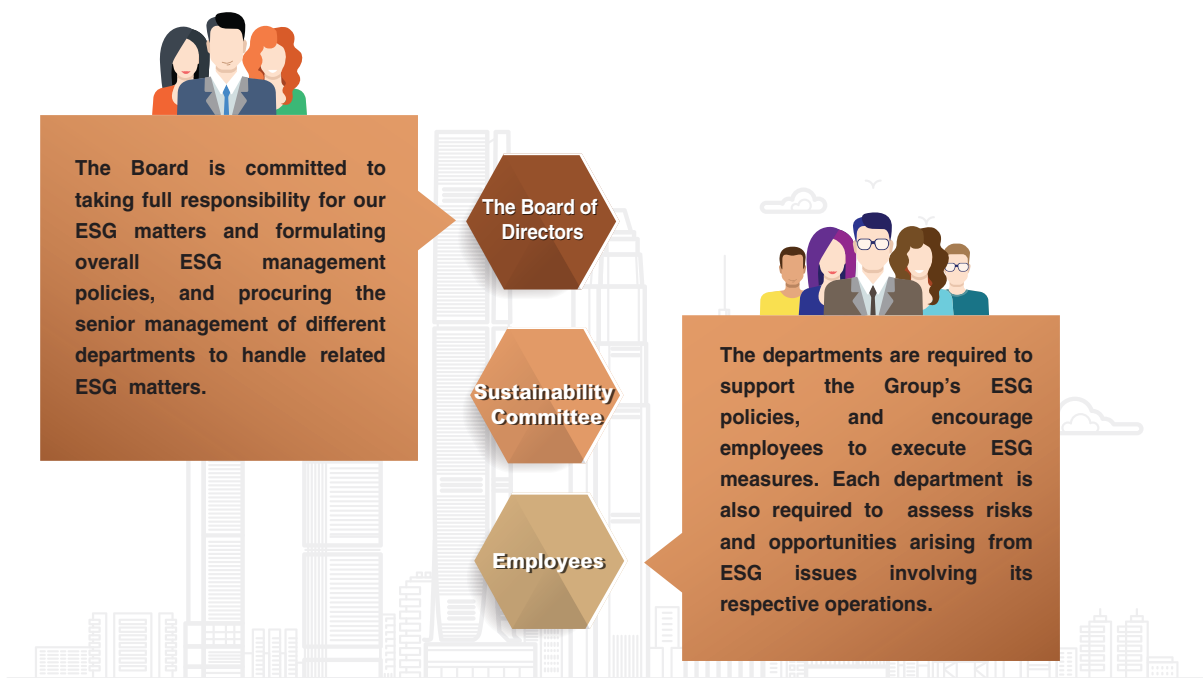 The Board is committed to
taking full responsibility for our
ESG matters and formulating
overall ESG management
policies, and procuring the
senior management of different
departments to handle related
ESG matters.
The Board of
Directors
Sustainability
Committee
Employees
The departments are required to
support the Group’s ESG
policies, and encourage
employees to execute ESG
measures. Each department is
also required to assess risks
and opportunities arising from
ESG issues involving its
respective operations.